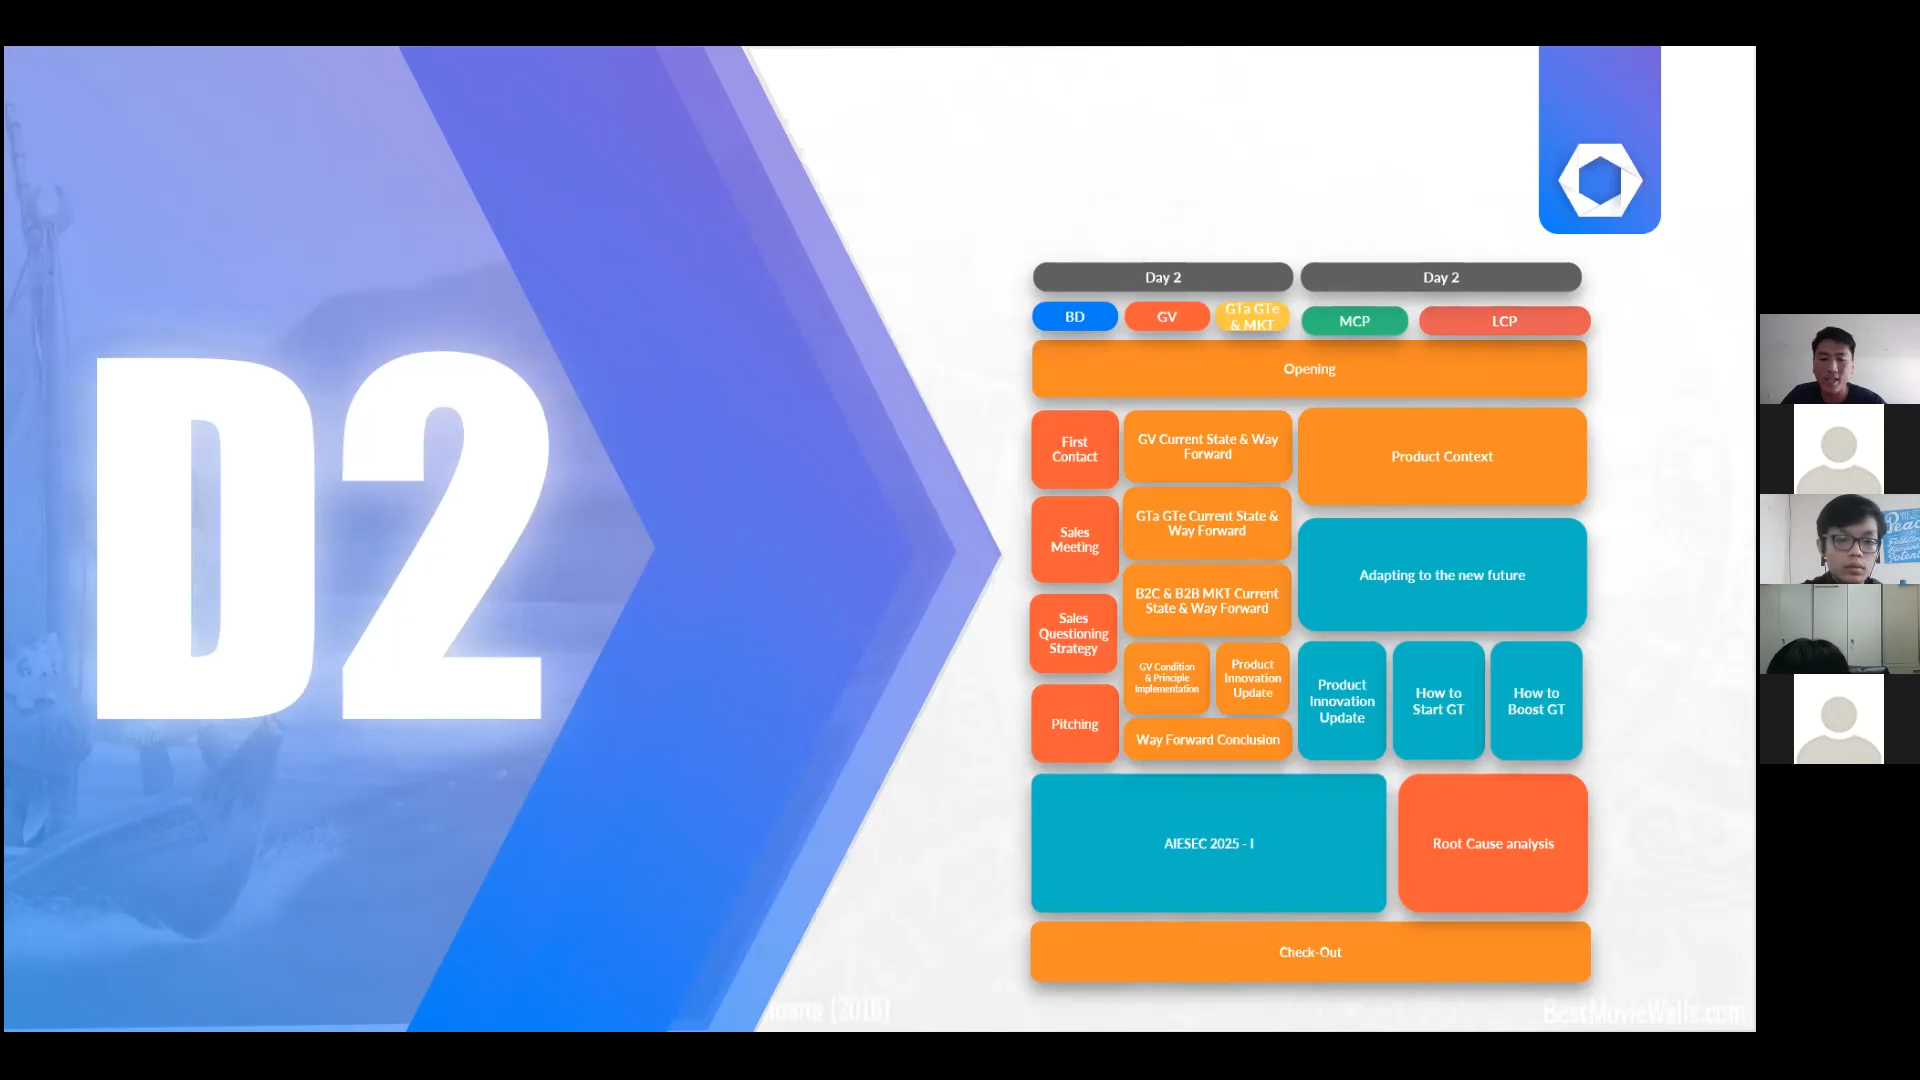 D2
Day 2
Day 2
BD
GV
GTa GTe
& MKT
MCP
LCP
Opening
First
Contact
GV Current State & Way
Forward
Product Context
Sales
Meeting
GTa GTe Current State &
Way Forward
Adapting to the new future
Sales
Questioning
Strategy
B2C & B2B MKT Current
State & Way Forward
Pitching
GV Condition
& Principle
Implementation
Product
Innovation
Update
Way Forward Conclusion
Product
Innovation
Update
How to
Start GT
How to
Boost GT
AIESEC 2025 - I
Root Cause analysis
Check-Out
(2016)
BestMovieWalls.com